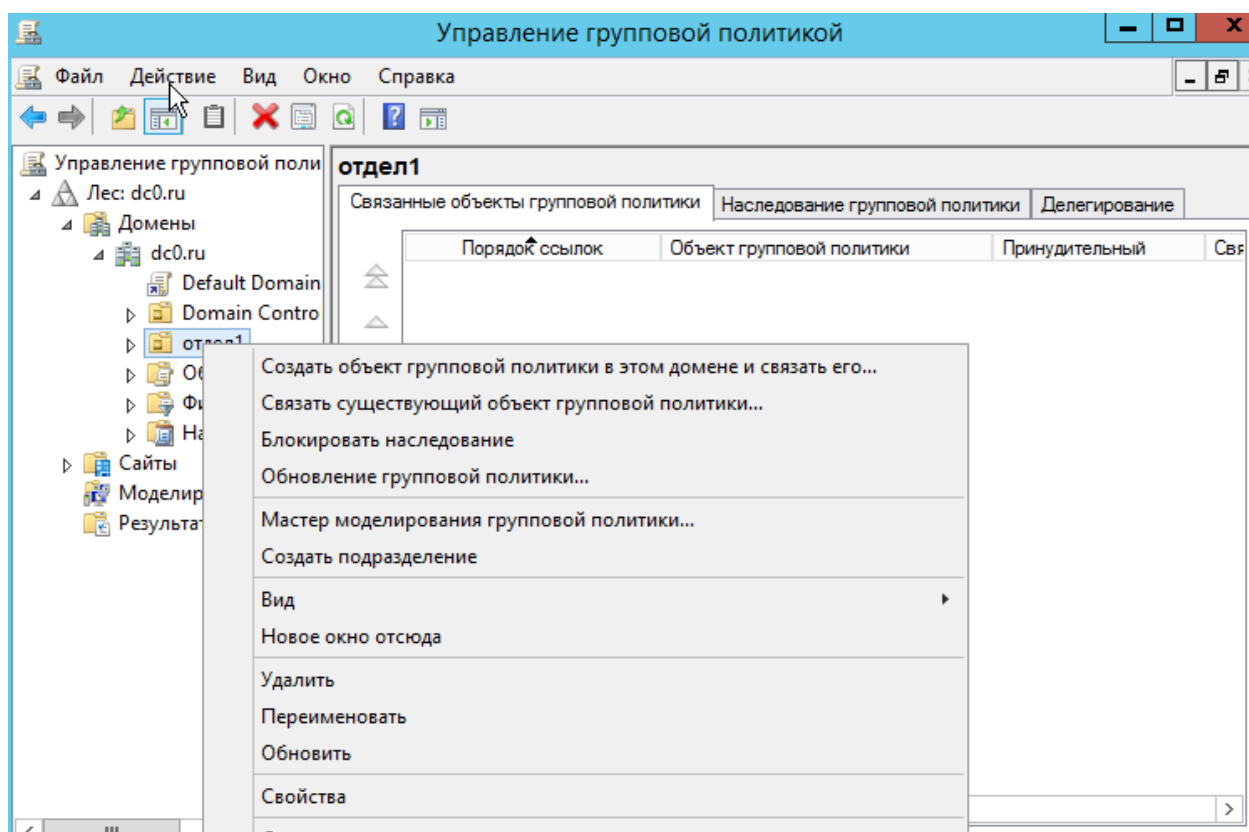 Управление групповой политикой
Файл Действие Вид Окно Справка
Управление групповой поли
Лес: dc0.ru
Домены
dc0.ru
Default Domain
Domain Contro
отдел1
Сайты
Моделир
Результат
отдел1
Связанные объекты групповой политики Наследование групповой политики Делегирование
Порядок ссылок Объект групповой политики Принудительный Свя
Создать объект групповой политики в этом домене и связать его...
Связать существующий объект групповой политики...
Блокировать наследование
Обновление групповой политики...
Мастер моделирования групповой политики...
Создать подразделение
Вид
Новое окно отсюда
Удалить
Переименовать
Обновить
Свойства